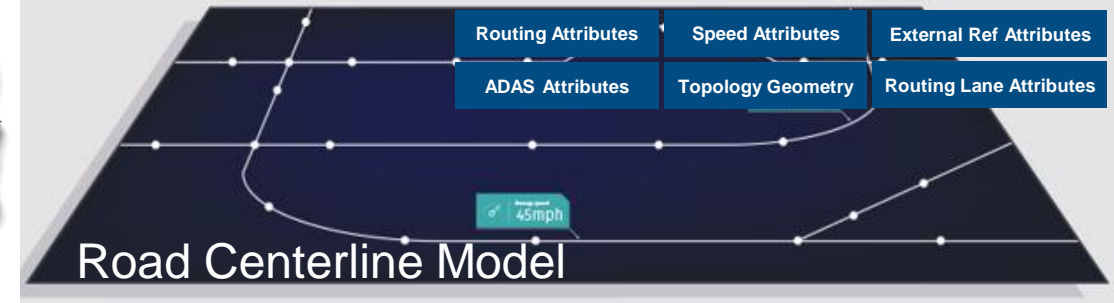 Routing Attributes
Speed Attributes
External Ref Attributes
ADAS Attributes
Topology Geometry
Routing Lane Attributes
45mph
Road Centerline Model